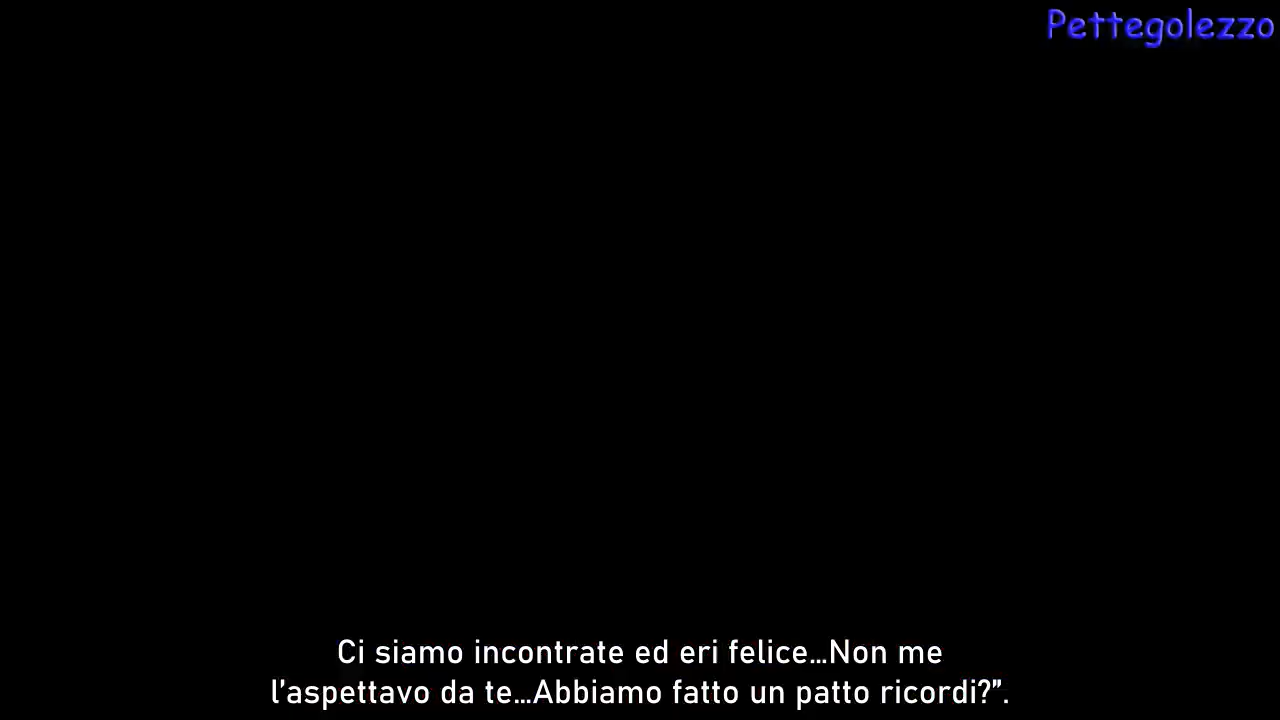 Pettegolezzo
Ci siamo incontrate ed eri felice...Non me
l’aspettavo da te...Abbiamo fatto un patto ricordi?”.